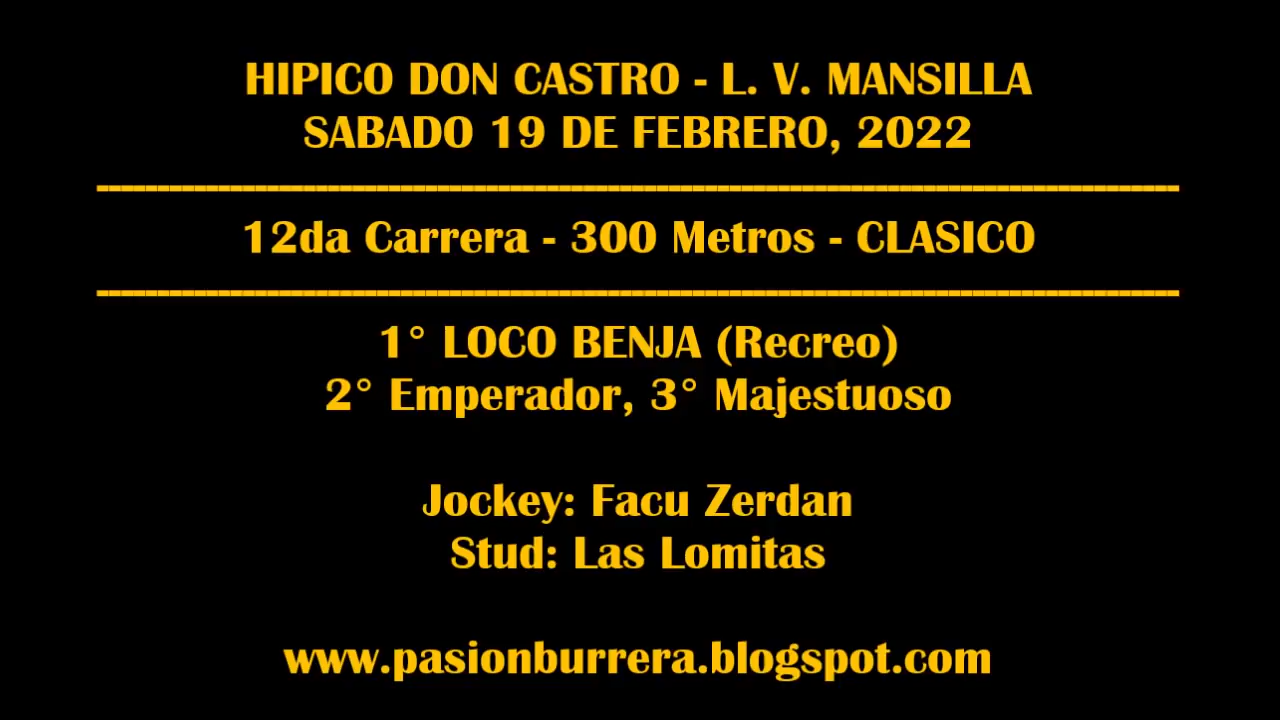 HIPICO DON CASTRO - L. V. MANSILLA
SABADO 19 DE FEBRERO, 2022
12da Carrera - 300 Metros - CLASICO
1° LOCO BENJA (Recreo)
2° Emperador, 3° Majestuoso
Jockey: Facu Zerdan
Stud: Las Lomitas
www.pasionburrera.blogspot.com